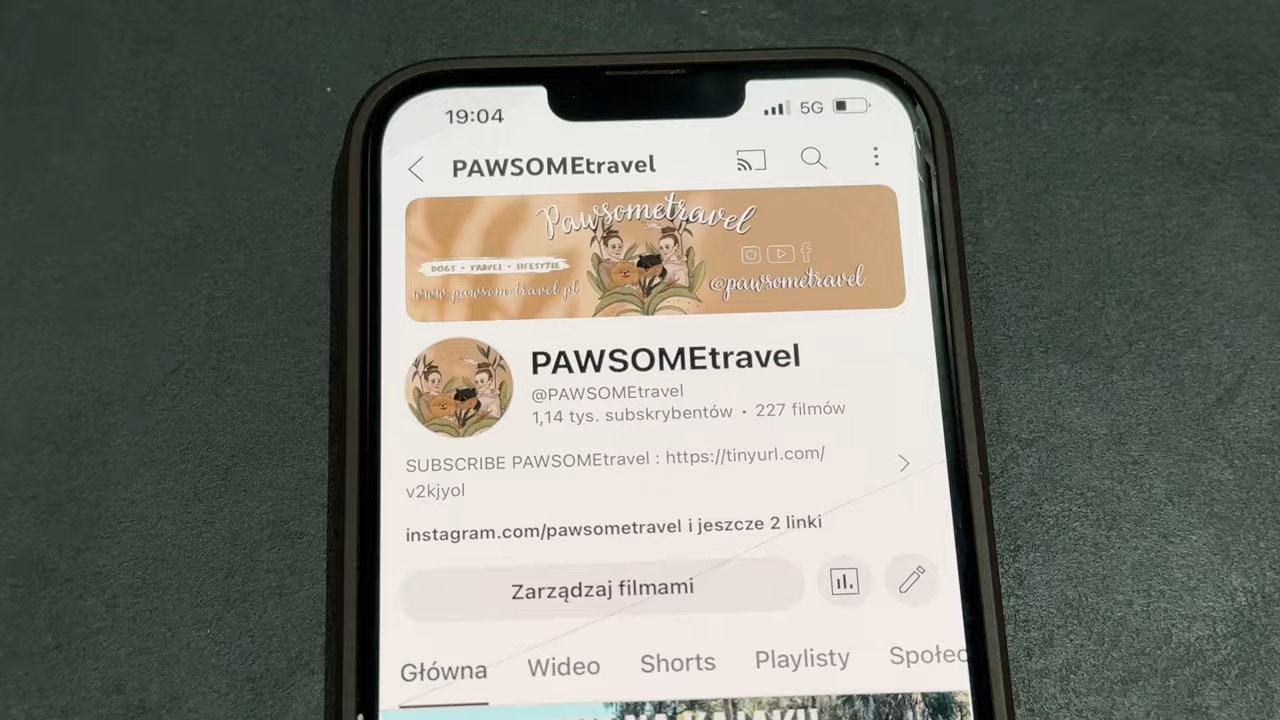 19:04 5G
PAWSOMEtravel
Pawsometravel
DOGS • TRAVEL • LIFESTYLE
www.pawsometravel.pl
@pawsometravel
PAWSOMEtravel
@PAWSOMEtravel
1,14 tys. subskrybentów • 227 filmów
SUBSCRIBE PAWSOMEtravel : https://tinyurl.com/
v2kjyol
instagram.com/pawsometravel i jeszcze 2 linki
Zarządzaj filmami
Główna Wideo Shorts Playlisty Społec
NA KAJAKU